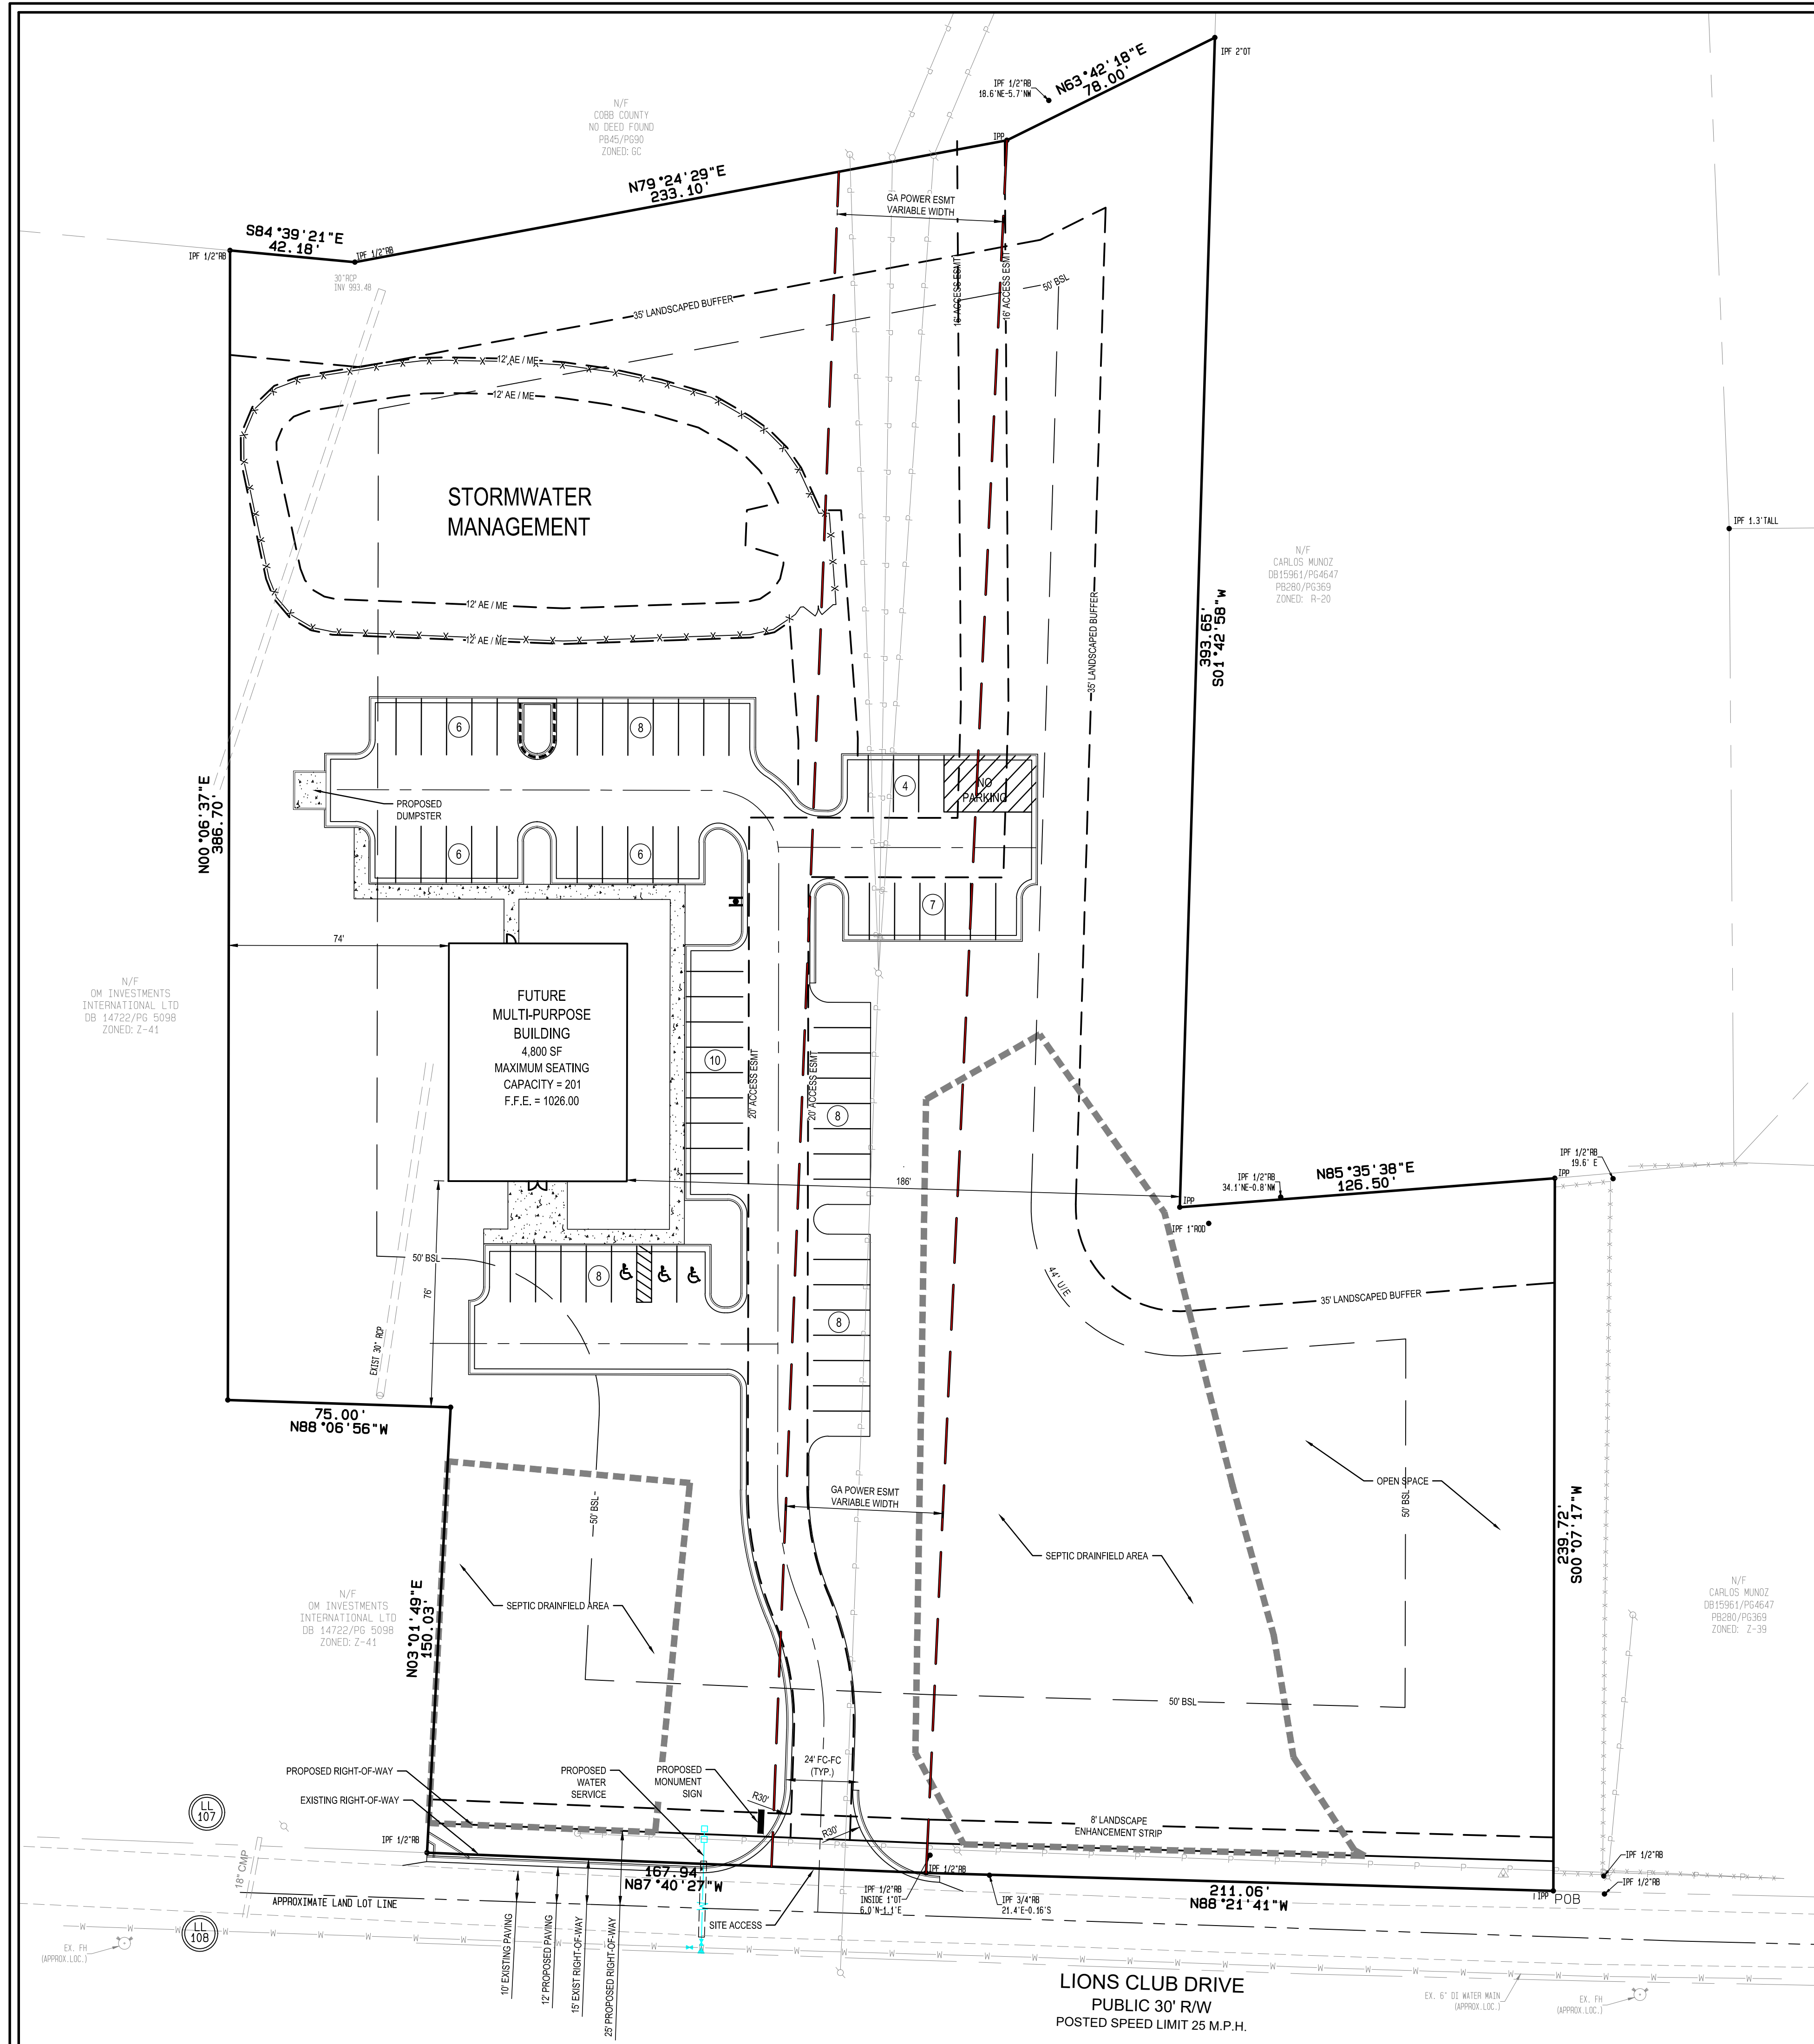 IPF 2"OT
N63°42'18"E
78.00'
IPF 1/2"RB
18.6'NE-5.7'NW
N/F
COBB COUNTY
NO DEED FOUND
PB45/PG90
ZONED: GC
IPP
N79°24'29"E
233.10'
GA POWER ESMT
VARIABLE WIDTH
S84°39'21"E
42.18'
IPF 1/2"RB
IPF 1/2"RB
30"RCP
INV 993.48
16' ACCESS ESMT
16' ACCESS ESMT
50' BSL
35' LANDSCAPED BUFFER
12' AE / ME
12' AE / ME
STORMWATER
MANAGEMENT
12' AE / ME
12' AE / ME
IPF 1.3'TALL
N/F
CARLOS MUNOZ
DB15961/PG4647
PB280/PG369
ZONED: R-20
35' LANDSCAPED BUFFER
393.65'
S01°42'58"W
6
8
4
NO
PARKING
PROPOSED
DUMPSTER
N00°06'37"E
386.70'
6
6
7
74'
N/F
OM INVESTMENTS
INTERNATIONAL LTD
DB 14722/PG 5098
ZONED: Z-41
FUTURE
MULTI-PURPOSE
BUILDING
4,800 SF
MAXIMUM SEATING
CAPACITY = 201
F.F.E. = 1026.00
10
20' ACCESS ESMT
20' ACCESS ESMT
8
186'
IPP
IPF 1/2"RB
34.1'NE-0.8'NW
N85°35'38"E
126.50'
IPF 1/2"RB
19.6' E
IPP
IPF 1"ROD
50' BSL
8
76'
44' U/E
35' LANDSCAPED BUFFER
8
EXIST 30" RCP
75.00'
N88°06'56"W
50' BSL
GA POWER ESMT
VARIABLE WIDTH
OPEN SPACE
50' BSL
239.72'
S00°07'17"W
SEPTIC DRAINFIELD AREA
SEPTIC DRAINFIELD AREA
N/F
OM INVESTMENTS
INTERNATIONAL LTD
DB 14722/PG 5098
ZONED: Z-41
N03°01'49"E
150.03'
N/F
CARLOS MUNOZ
DB15961/PG4647
PB280/PG369
ZONED: Z-39
50' BSL
PROPOSED RIGHT-OF-WAY
EXISTING RIGHT-OF-WAY
PROPOSED
WATER
SERVICE
PROPOSED
MONUMENT
SIGN
24' FC-FC
(TYP.)
R30'
R30'
8' LANDSCAPE
ENHANCEMENT STRIP
LL
107
IPF 1/2"RB
18" CMP
167.94'
N87°40'27"W
IPF 1/2"RB
IPF 1/2"RB
INSIDE 1"OT
6.0'N-1.1'E
IPF 3/4"RB
21.4'E-0.16'S
211.06'
N88°21'41"W
IPF 1/2"RB
IPF 1/2"RB
IPP
POB
APPROXIMATE LAND LOT LINE
SITE ACCESS
LL
108
EX. FH
(APPROX.LOC.)
10' EXISTING PAVING
12' PROPOSED PAVING
15' EXIST RIGHT-OF-WAY
25' PROPOSED RIGHT-OF-WAY
LIONS CLUB DRIVE
PUBLIC 30' R/W
POSTED SPEED LIMIT 25 M.P.H.
EX. 6" DI WATER MAIN
(APPROX.LOC.)
EX. FH
(APPROX.LOC.)